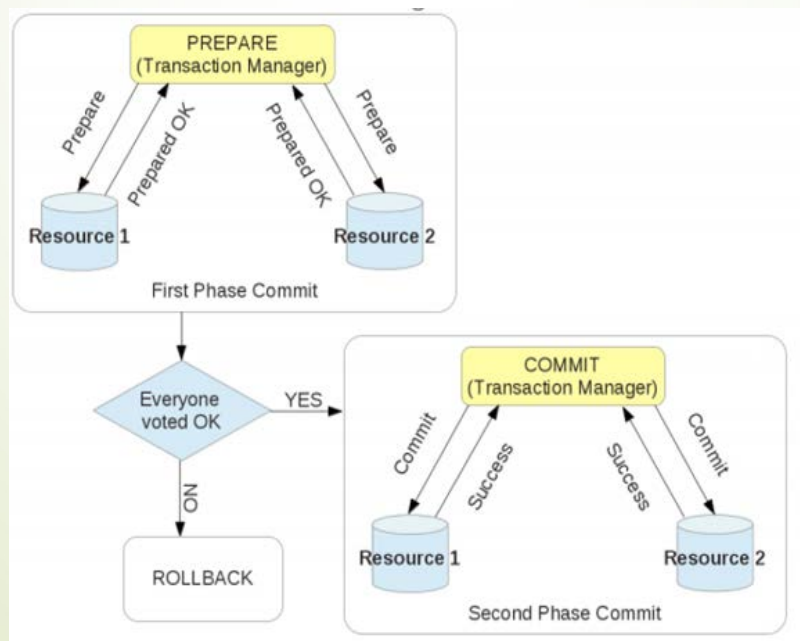 PREPARE
(Transaction Manager)
Prepare
Prepared OK
Prepared OK
Prepare
Resource 1
Resource 2
First Phase Commit
Everyone
voted OK
YES
NO
ROLLBACK
COMMIT
(Transaction Manager)
Commit
Success
Success
Commit
Resource 1
Resource 2
Second Phase Commit